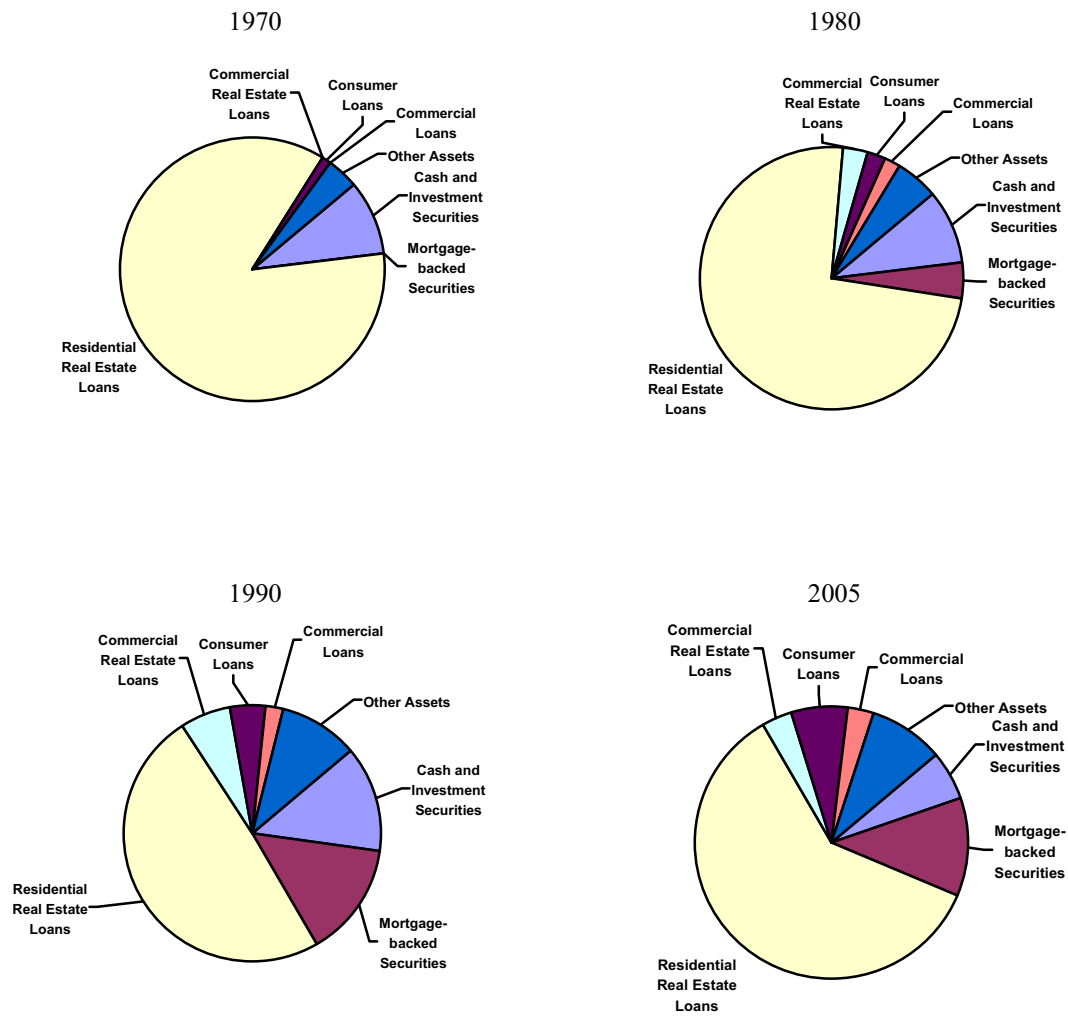 1970
Commercial
Real Estate
Loans
Consumer
Loans
Commercial
Loans
Other Assets
Cash and
Investment
Securities
Mortgage-
backed
Securities
Residential
Real Estate
Loans
1980
Commercial
Real Estate
Loans
Consumer
Loans
Commercial
Loans
Other Assets
Cash and
Investment
Securities
Mortgage-
backed
Securities
Residential
Real Estate
Loans
1990
Commercial
Real Estate
Loans
Consumer
Loans
Commercial
Loans
Other Assets
Cash and
Investment
Securities
Mortgage-
backed
Securities
Residential
Real Estate
Loans
2005
Commercial
Real Estate
Loans
Consumer
Loans
Commercial
Loans
Other Assets
Cash and
Investment
Securities
Mortgage-
backed
Securities
Residential
Real Estate
Loans